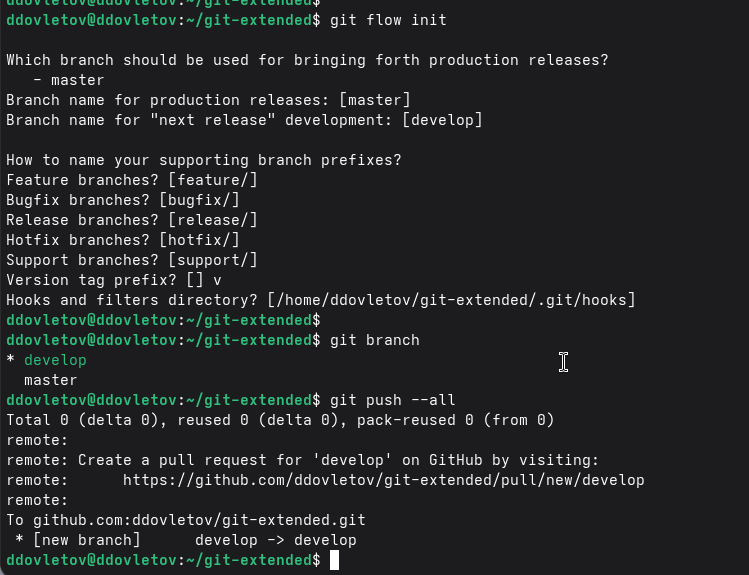 ddovletov@ddovletov:~/git-extended$
ddovletov@ddovletov:~/git-extended$ git flow init
Which branch should be used for bringing forth production releases?
   - master
Branch name for production releases: [master]
Branch name for "next release" development: [develop]
How to name your supporting branch prefixes?
Feature branches? [feature/]
Bugfix branches? [bugfix/]
Release branches? [release/]
Hotfix branches? [hotfix/]
Support branches? [support/]
Version tag prefix? [] v
Hooks and filters directory? [/home/ddovletov/git-extended/.git/hooks]
ddovletov@ddovletov:~/git-extended$
ddovletov@ddovletov:~/git-extended$ git branch
* develop
  master
ddovletov@ddovletov:~/git-extended$ git push --all
Total 0 (delta 0), reused 0 (delta 0), pack-reused 0 (from 0)
remote:
remote: Create a pull request for 'develop' on GitHub by visiting:
remote:      https://github.com/ddovletov/git-extended/pull/new/develop
remote:
To github.com:ddovletov/git-extended.git
 * [new branch]      develop -> develop
ddovletov@ddovletov:~/git-extended$